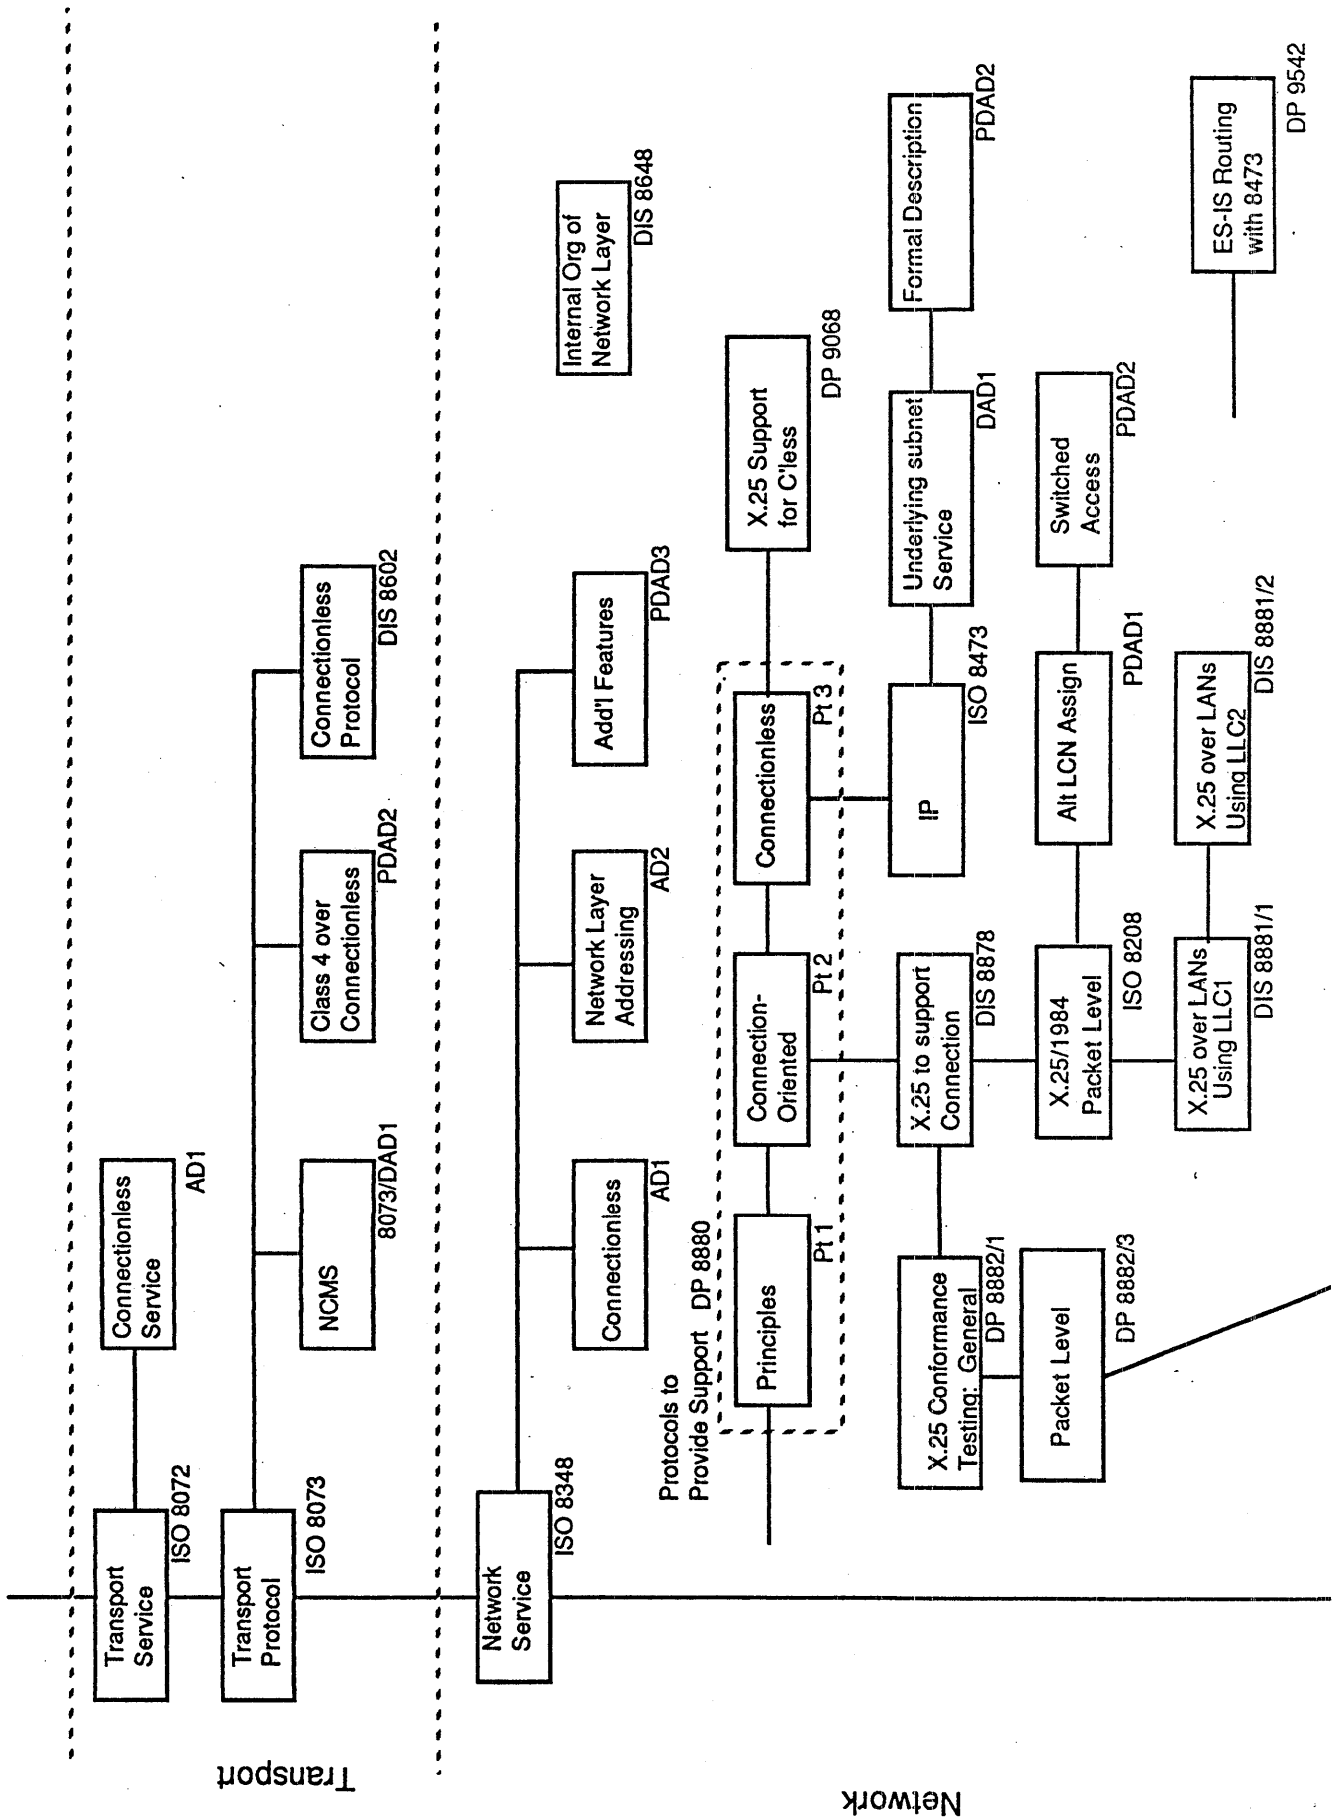 Transport
Transport
Service
ISO 8072
Connectionless
Service
AD1
Transport
Protocol
ISO 8073
NCMS
8073/DAD1
Class 4 over
Connectionless
PDAD2
Connectionless
Protocol
DIS 8602
Network
Network
Service
ISO 8348
Connectionless
AD1
Network Layer
Addressing
AD2
Add'l Features
PDAD3
Internal Org of
Network Layer
DIS 8648
Protocols to
Provide Support DP 8880
Principles
Pt 1
Connection-
Oriented
Pt 2
Connectionless
Pt 3
X.25 Support
for C'less
DP 9068
X.25 Conformance
Testing: General
DP 8882/1
X.25 to support
Connection
DIS 8878
IP
ISO 8473
Underlying subnet
Service
DAD1
Formal Description
PDAD2
Packet Level
DP 8882/3
X.25/1984
Packet Level
ISO 8208
Alt LCN Assign
PDAD1
Switched
Access
PDAD2
X.25 over LANs
Using LLC1
DIS 8881/1
X.25 over LANs
Using LLC2
DIS 8881/2
ES-IS Routing
with 8473
DP 9542